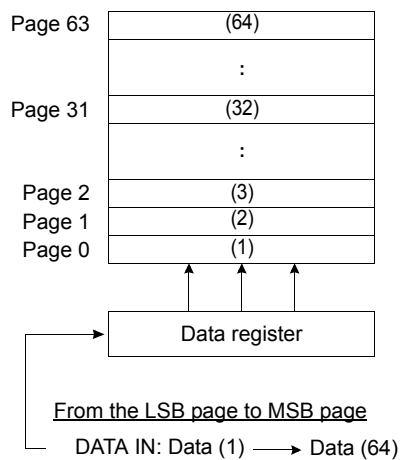 Page 63 (64)
:
Page 31 (32)
:
Page 2 (3)
Page 1 (2)
Page 0 (1)
Data register
From the LSB page to MSB page
DATA IN: Data (1) Data (64)